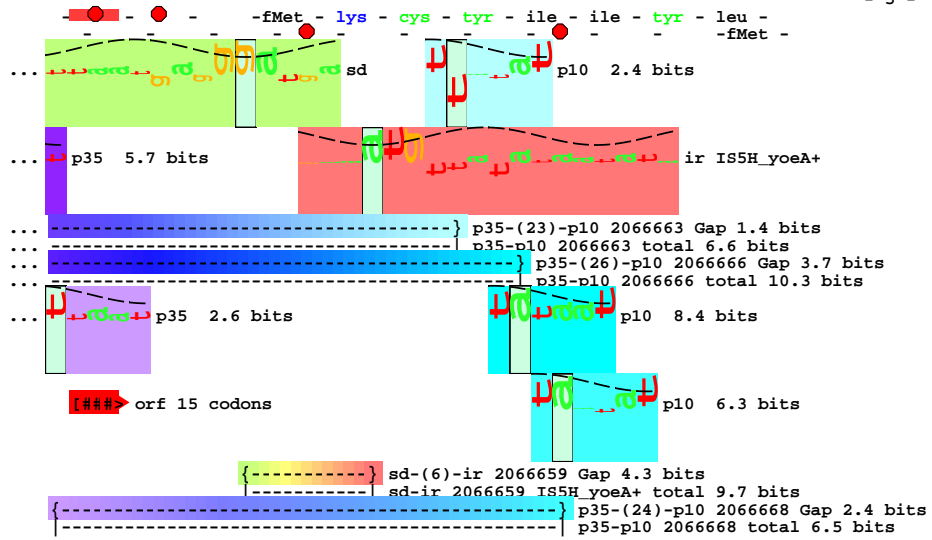 - - -fMet - lys - cys - tyr - ile - ile - tyr - leu -
- - - - - - - - - -fMet -
... sd p10 2.4 bits
... p35 5.7 bits ir IS5H_yoeA+
... {-------} p35-(23)-p10 2066663 Gap 1.4 bits
... p35-p10 2066663 total 6.6 bits
... p35-(26)-p10 2066666 Gap 3.7 bits
... p35-p10 2066666 total 10.3 bits
... p35 2.6 bits p10 8.4 bits
[###> orf 15 codons p10 6.3 bits
{-----------} sd-(6)-ir 2066659 Gap 4.3 bits
sd-ir 2066659 IS5H_yoeA+ total 9.7 bits
p35-(24)-p10 2066668 Gap 2.4 bits
p35-p10 2066668 total 6.5 bits